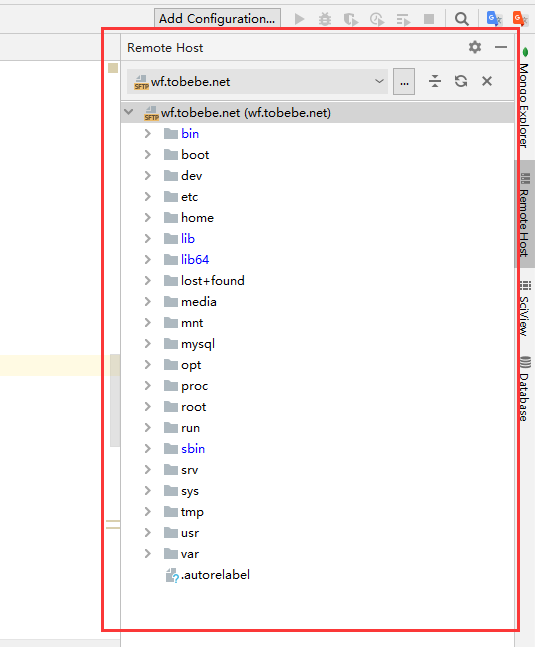 Add Configuration...
Remote Host
SFTP wf.tobebe.net ...
SFTP wf.tobebe.net (wf.tobebe.net)
bin
boot
dev
etc
home
lib
lib64
lost+found
media
mnt
mysql
opt
proc
root
run
sbin
srv
sys
tmp
usr
var
.autorelabel
Mongo Explorer
Remote Host
SciView
Database